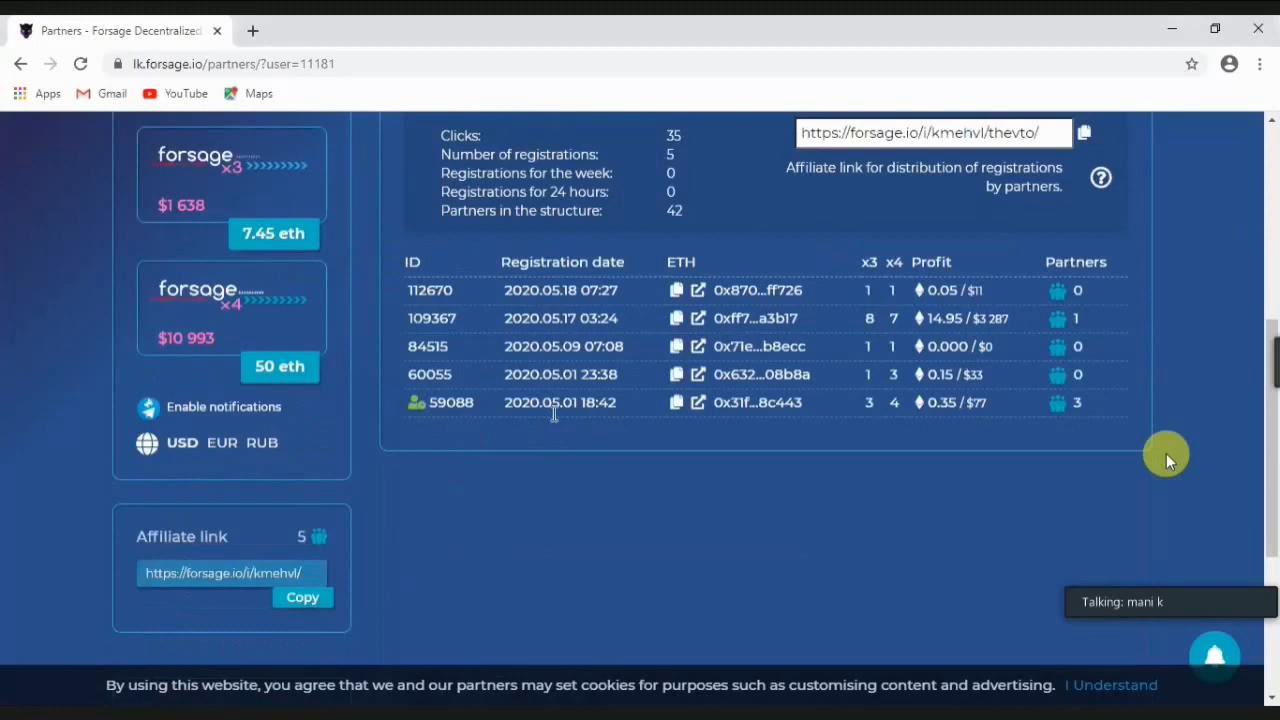 Partners - Forsage Decentralized
lk.forsage.io/partners/?user=11181
Apps Gmail YouTube Maps
forsage
x3
$1 638
7.45 eth
forsage
x4
$10 993
50 eth
Enable notifications
USD EUR RUB
Affiliate link 5
https://forsage.io/i/kmehvl/
Copy
Clicks: 35
Number of registrations: 5
Registrations for the week: 0
Registrations for 24 hours: 0
Partners in the structure: 42
https://forsage.io/i/kmehvl/thevto/
Affiliate link for distribution of registrations
by partners.
?
ID Registration date ETH x3 x4 Profit Partners
112670 2020.05.18 07:27 0x870...ff726 1 1 0.05 / $11 0
109367 2020.05.17 03:24 0xff7...a3b17 8 7 14.95 / $3 287 1
84515 2020.05.09 07:08 0x71e...b8ecc 1 1 0.000 / $0 0
60055 2020.05.01 23:38 0x632...08b8a 1 3 0.15 / $33 0
59088 2020.05.01 18:42 0x31f...8c443 3 4 0.35 / $77 3
Talking: mani k
By using this website, you agree that we and our partners may set cookies for purposes such as customising content and advertising. I Understand